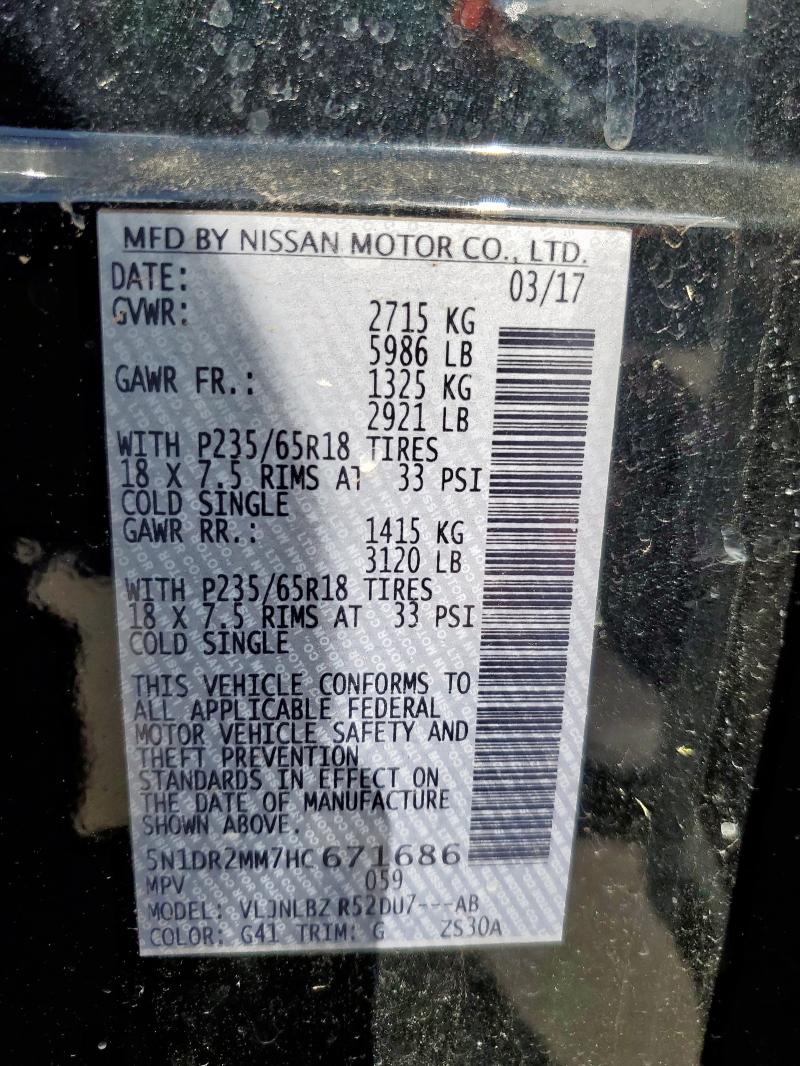 MFD BY NISSAN MOTOR CO., LTD.
DATE: 03/17
GVWR: 2715 KG
5986 LB
GAWR FR.: 1325 KG
2921 LB
WITH P235/65R18 TIRES
18 X 7.5 RIMS AT 33 PSI
COLD SINGLE
GAWR RR.: 1415 KG
3120 LB
WITH P235/65R18 TIRES
18 X 7.5 RIMS AT 33 PSI
COLD SINGLE
THIS VEHICLE CONFORMS TO
ALL APPLICABLE FEDERAL
MOTOR VEHICLE SAFETY AND
THEFT PREVENTION
STANDARDS IN EFFECT ON
THE DATE OF MANUFACTURE
SHOWN ABOVE.
5N1DR2MM7HC671686
MPV 059
MODEL: VLJNLBZ R52DU7---AB
COLOR: G41 TRIM: G ZS30A